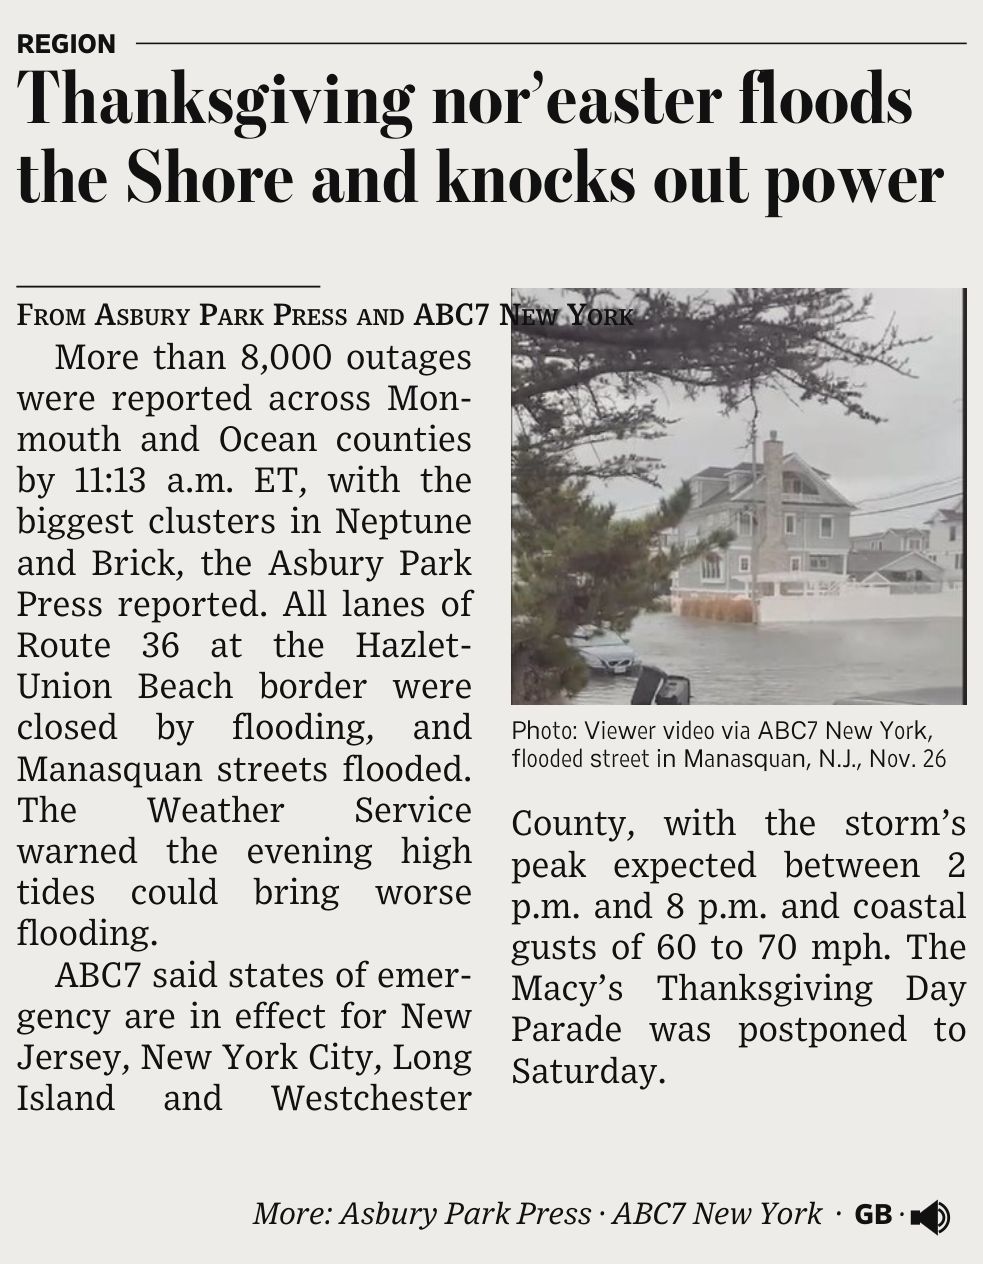 REGION
Thanksgiving nor’easter floods
the Shore and knocks out power
From Asbury Park Press and ABC7 New York
More than 8,000 outages
were reported across Mon-
mouth and Ocean counties
by 11:13 a.m. ET, with the
biggest clusters in Neptune
and Brick, the Asbury Park
Press reported. All lanes of
Route 36 at the Hazlet-
Union Beach border were
closed by flooding, and
Manasquan streets flooded.
The Weather Service
warned the evening high
tides could bring worse
flooding.
ABC7 said states of emer-
gency are in effect for New
Jersey, New York City, Long
Island and Westchester
Photo: Viewer video via ABC7 New York,
flooded street in Manasquan, N.J., Nov. 26
County, with the storm’s
peak expected between 2
p.m. and 8 p.m. and coastal
gusts of 60 to 70 mph. The
Macy’s Thanksgiving Day
Parade was postponed to
Saturday.
More: Asbury Park Press · ABC7 New York · GB ·